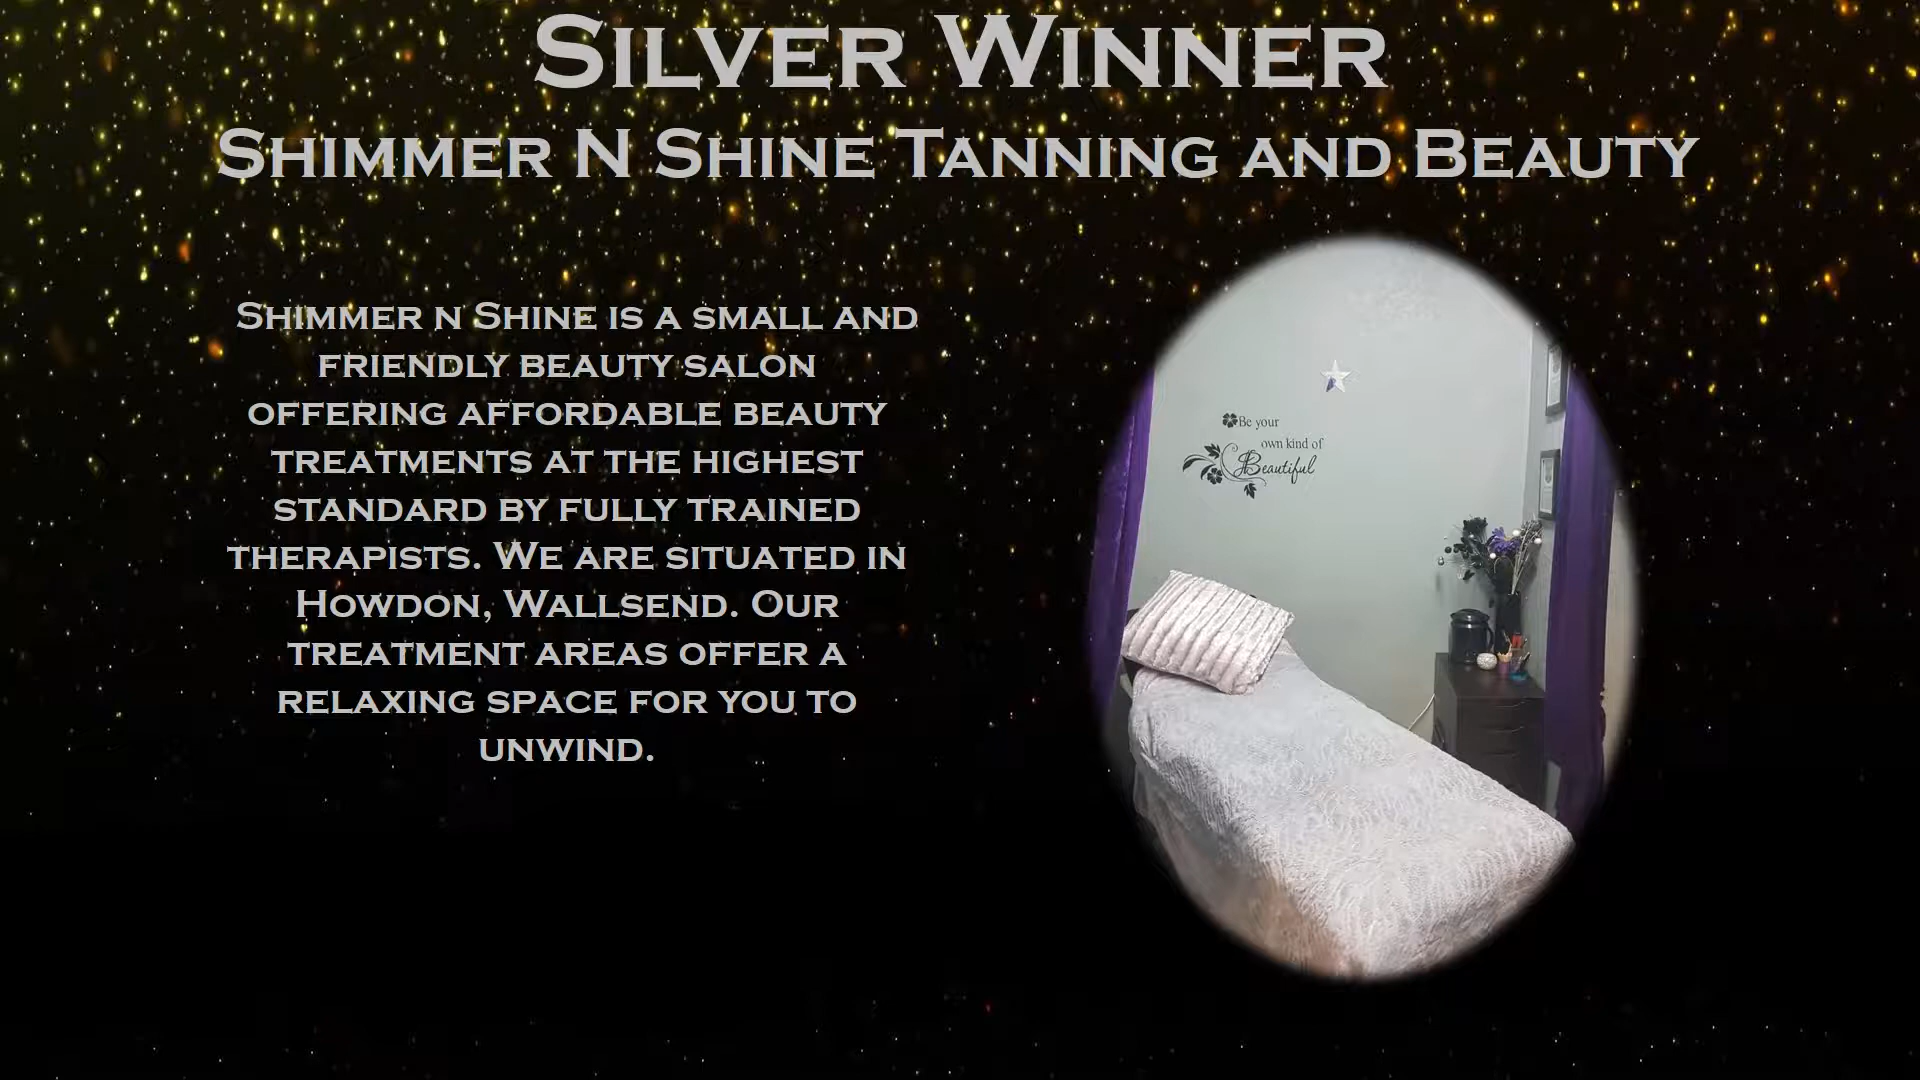 Silver Winner
Shimmer N Shine Tanning and Beauty
Shimmer n Shine is a small and
friendly beauty salon
offering affordable beauty
treatments at the highest
standard by fully trained
therapists. We are situated in
Howdon, Wallsend. Our
treatment areas offer a
relaxing space for you to
unwind.
Be your
own kind of
Beautiful